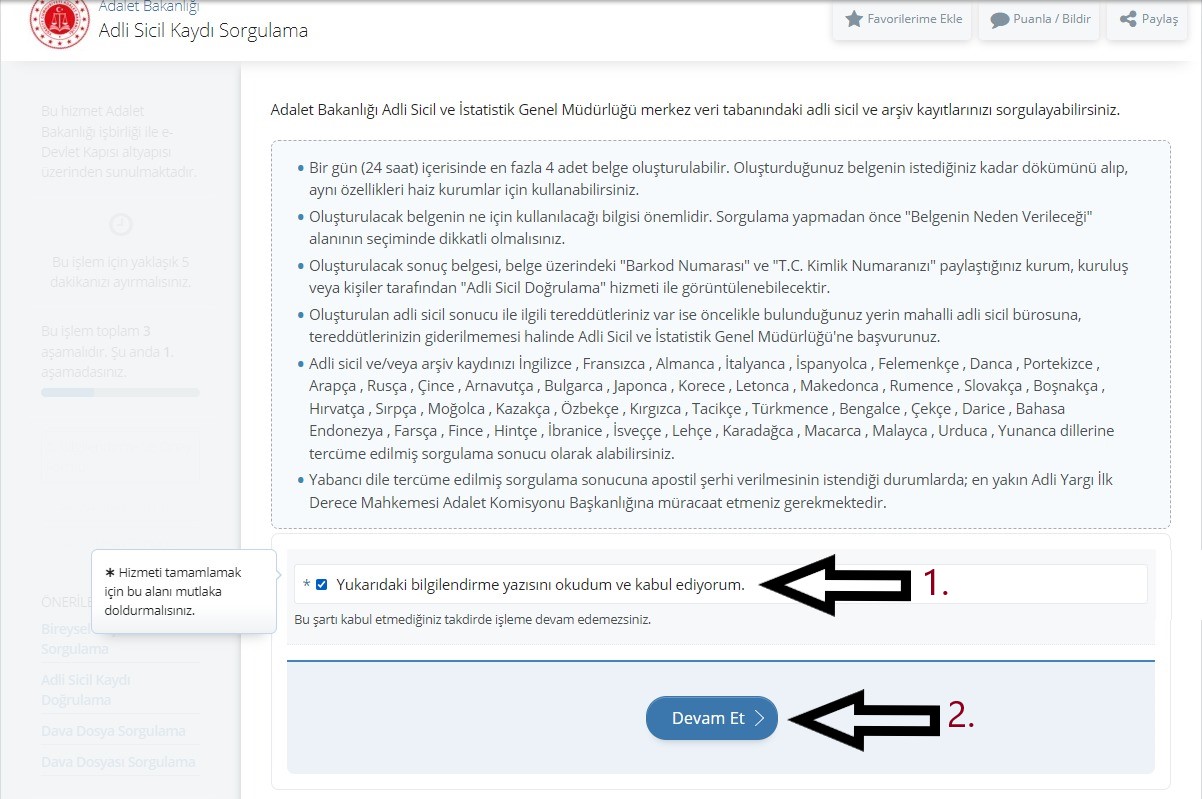 Adalet Bakanlığı
Adli Sicil Kaydı Sorgulama
Favorilerime Ekle
Puanla / Bildir
Paylaş
Bu hizmet Adalet
Bakanlığı işbirliği ile e-
Devlet Kapısı altyapısı
üzerinden sunulmaktadır.
Bu işlem için yaklaşık 5
dakikanızı ayırmalısınız.
Bu işlem toplam 3
aşamalıdır. Şu anda 1.
aşamadasınız.
Adalet Bakanlığı Adli Sicil ve İstatistik Genel Müdürlüğü merkez veri tabanındaki adli sicil ve arşiv kayıtlarınızı sorgulayabilirsiniz.
• Bir gün (24 saat) içerisinde en fazla 4 adet belge oluşturulabilir. Oluşturduğunuz belgenin istediğiniz kadar dökümünü alıp,
aynı özellikleri haiz kurumlar için kullanabilirsiniz.
• Oluşturulacak belgenin ne için kullanılacağı bilgisi önemlidir. Sorgulama yapmadan önce "Belgenin Neden Verileceği"
alanının seçiminde dikkatli olmalısınız.
• Oluşturulacak sonuç belgesi, belge üzerindeki "Barkod Numarası" ve "T.C. Kimlik Numaranızı" paylaştığınız kurum, kuruluş
veya kişiler tarafından "Adli Sicil Doğrulama" hizmeti ile görüntülenebilecektir.
• Oluşturulan adli sicil sonucu ile ilgili tereddütleriniz var ise öncelikle bulunduğunuz yerin mahalli adli sicil bürosuna,
tereddütlerinizin giderilmemesi halinde Adli Sicil ve İstatistik Genel Müdürlüğü'ne başvurunuz.
• Adli sicil ve/veya arşiv kaydınızı İngilizce , Fransızca , Almanca , İtalyanca , İspanyolca , Felemenkçe , Danca , Portekizce ,
Arapça , Rusça , Çince , Arnavutça , Bulgarca , Japonca , Korece , Letonca , Makedonca , Rumence , Slovakça , Boşnakça ,
Hırvatça , Sırpça , Moğolca , Kazakça , Özbekçe , Kırgızca , Tacikçe , Türkmence , Bengalce , Çekçe , Darice , Bahasa
Endonezya , Farsça , Fince , Hintçe , İbranice , İsveççe , Lehçe , Karadağca , Macarca , Malayca , Urduca , Yunanca dillerine
tercüme edilmiş sorgulama sonucu olarak alabilirsiniz.
• Yabancı dile tercüme edilmiş sorgulama sonucuna apostil şerhi verilmesinin istendiği durumlarda; en yakın Adli Yargı İlk
Derece Mahkemesi Adalet Komisyonu Başkanlığına müracaat etmeniz gerekmektedir.
* Hizmeti tamamlamak
için bu alanı mutlaka
doldurmalısınız.
* Yukarıdaki bilgilendirme yazısını okudum ve kabul ediyorum.
1.
Bu şartı kabul etmediğiniz takdirde işleme devam edemezsiniz.
Devam Et
2.
ÖNERİLE
Bireysel
Sorgulama
Adli Sicil Kaydı
Doğrulama
Dava Dosya Sorgulama
Dava Dosyası Sorgulama